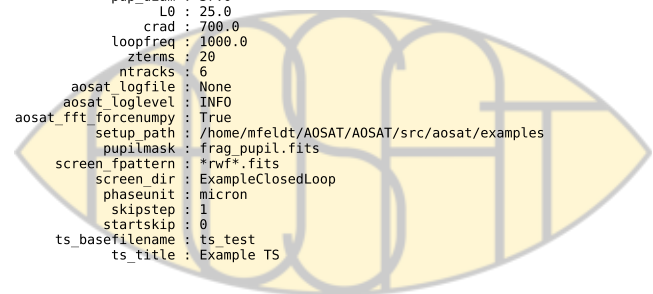 L0 : 25.0
crad : 700.0
loopfreq : 1000.0
zterms : 20
ntracks : 6
aosat_logfile : None
aosat_loglevel : INFO
aosat_fft_forcenumpy : True
setup_path : /home/mfeldt/AOSAT/AOSAT/src/aosat/examples
pupilmask : frag_pupil.fits
screen_fpattern : *rwf*.fits
screen_dir : ExampleClosedLoop
phaseunit : micron
skipstep : 1
startskip : 0
ts_basefilename : ts_test
ts_title : Example TS